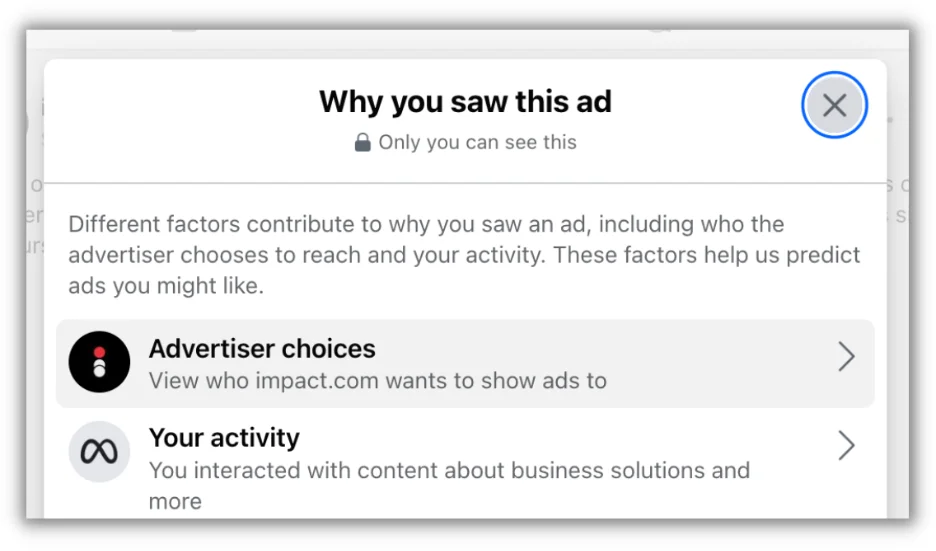 Why you saw this ad
Only you can see this
Different factors contribute to why you saw an ad, including who the
advertiser chooses to reach and your activity. These factors help us predict
ads you might like.
Advertiser choices
View who impact.com wants to show ads to
Your activity
You interacted with content about business solutions and
more